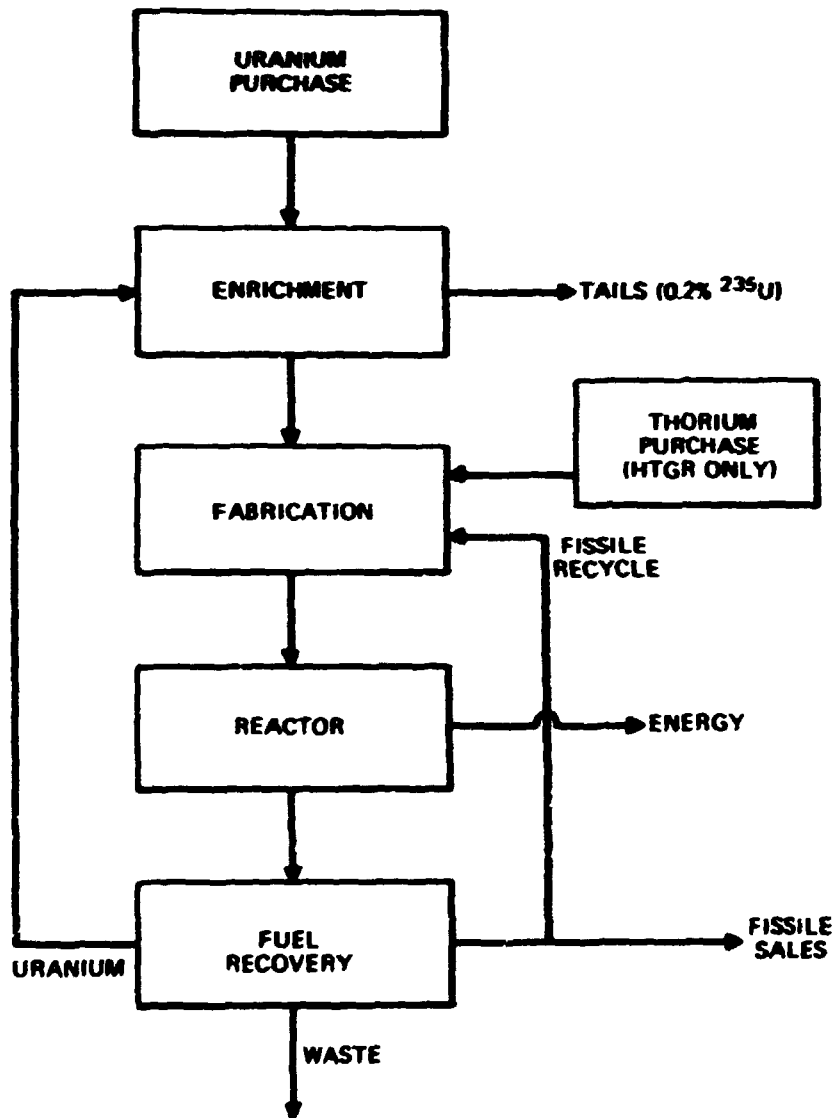 URANIUM
PURCHASE
ENRICHMENT
TAILS (0.2% ²³⁵U)
THORIUM
PURCHASE
(HTGR ONLY)
FABRICATION
FISSILE
RECYCLE
REACTOR
ENERGY
FUEL
RECOVERY
FISSILE
SALES
URANIUM
WASTE